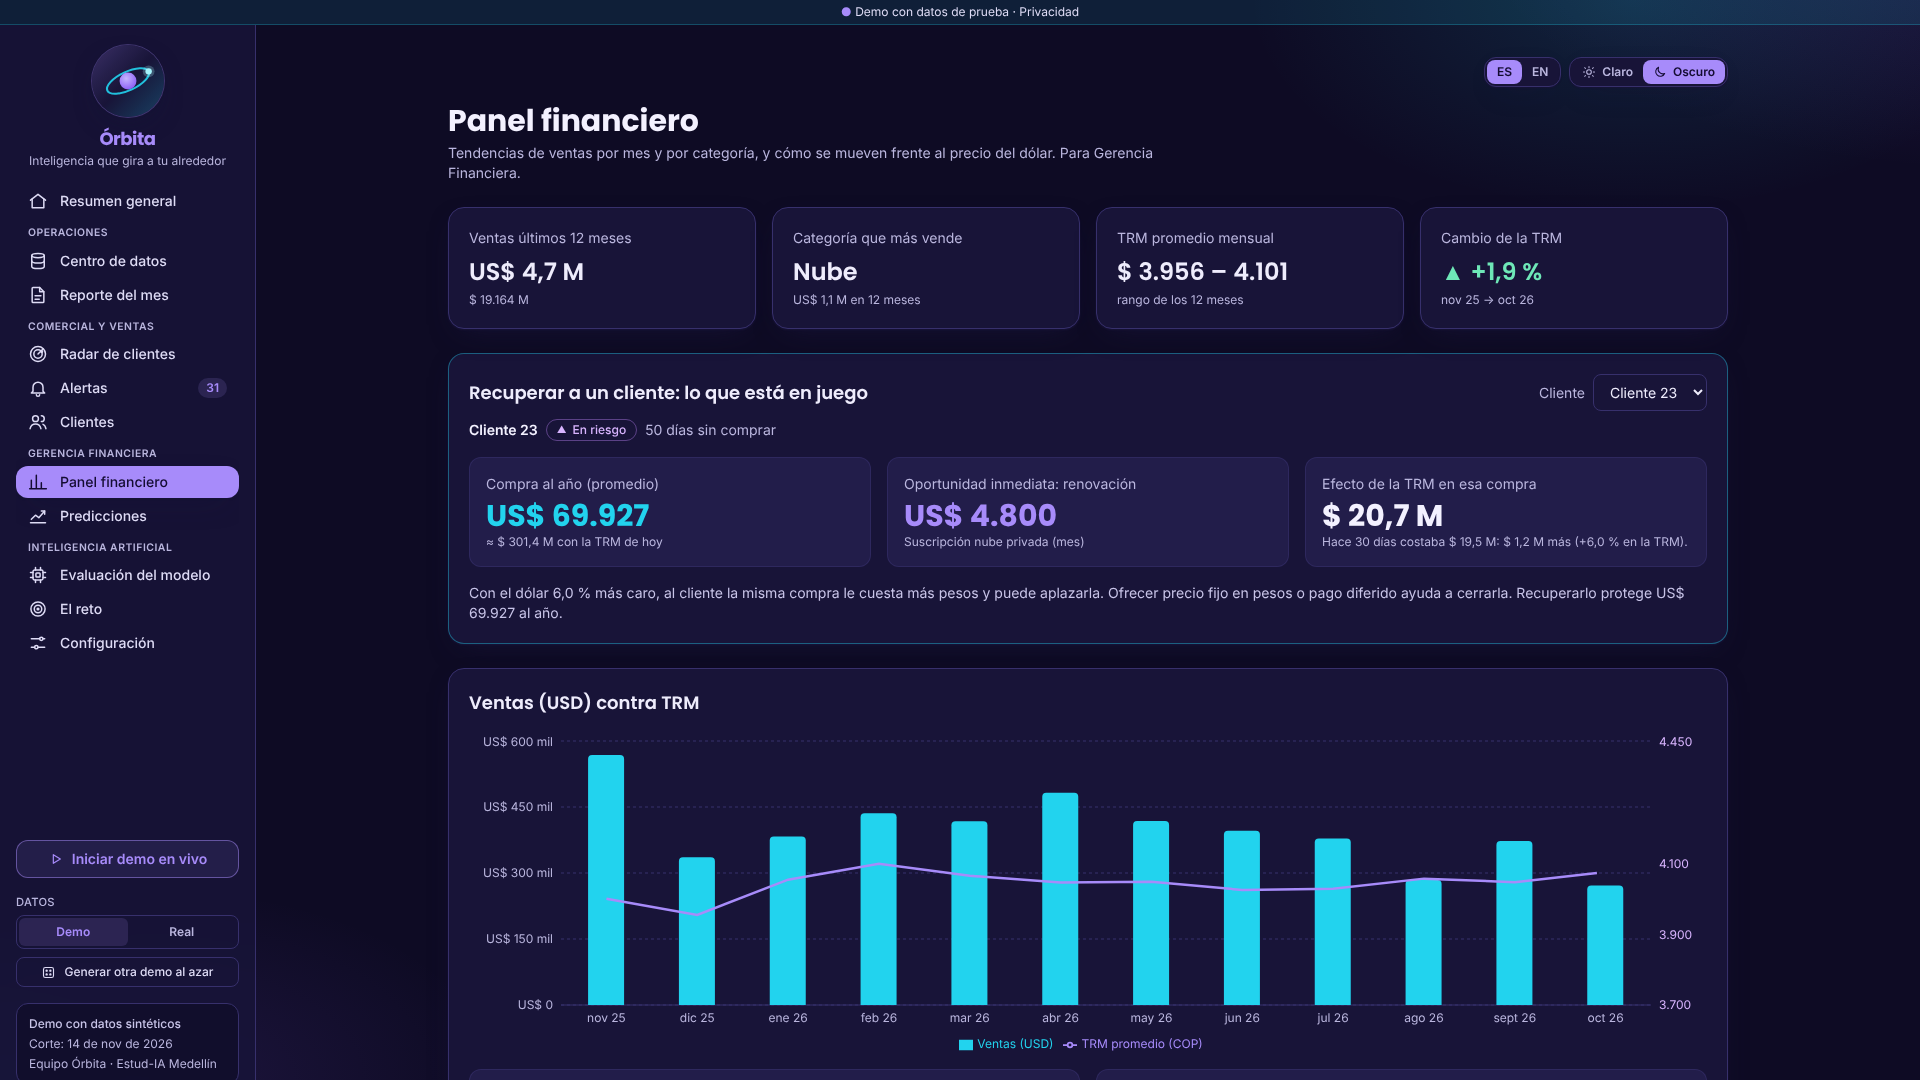 Demo con datos de prueba · Privacidad
Órbita
Inteligencia que gira a tu alrededor
Resumen general
OPERACIONES
Centro de datos
Reporte del mes
COMERCIAL Y VENTAS
Radar de clientes
Alertas 31
Clientes
GERENCIA FINANCIERA
Panel financiero
Predicciones
INTELIGENCIA ARTIFICIAL
Evaluación del modelo
El reto
Configuración
Iniciar demo en vivo
DATOS
Demo Real
Generar otra demo al azar
Demo con datos sintéticos
Corte: 14 de nov de 2026
Equipo Órbita · Estud-IA Medellín
ES EN Claro Oscuro
Panel financiero
Tendencias de ventas por mes y por categoría, y cómo se mueven frente al precio del dólar. Para Gerencia
Financiera.
Ventas últimos 12 meses
US$ 4,7 M
$ 19.164 M
Categoría que más vende
Nube
US$ 1,1 M en 12 meses
TRM promedio mensual
$ 3.956 – 4.101
rango de los 12 meses
Cambio de la TRM
▲ +1,9 %
nov 25 → oct 26
Recuperar a un cliente: lo que está en juego
Cliente Cliente 23
Cliente 23 ▲ En riesgo 50 días sin comprar
Compra al año (promedio)
US$ 69.927
≈ $ 301,4 M con la TRM de hoy
Oportunidad inmediata: renovación
US$ 4.800
Suscripción nube privada (mes)
Efecto de la TRM en esa compra
$ 20,7 M
Hace 30 días costaba $ 19,5 M: $ 1,2 M más (+6,0 % en la TRM).
Con el dólar 6,0 % más caro, al cliente la misma compra le cuesta más pesos y puede aplazarla. Ofrecer precio fijo en pesos o pago diferido ayuda a cerrarla. Recuperarlo protege US$
69.927 al año.
Ventas (USD) contra TRM
US$ 600 mil 4.450
US$ 450 mil
US$ 300 mil 4.100
US$ 150 mil 3.900
US$ 0 3.700
nov 25 dic 25 ene 26 feb 26 mar 26 abr 26 may 26 jun 26 jul 26 ago 26 sept 26 oct 26
Ventas (USD) TRM promedio (COP)